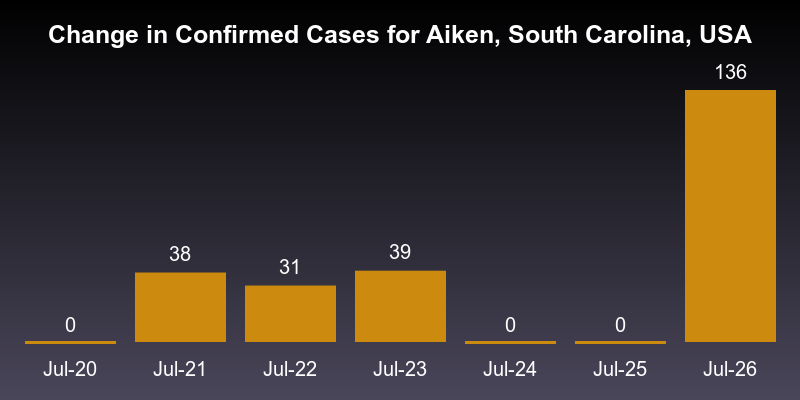 Change in Confirmed Cases for Aiken, South Carolina, USA
136
38
31
39
0
0
0
Jul-20
Jul-21
Jul-22
Jul-23
Jul-24
Jul-25
Jul-26